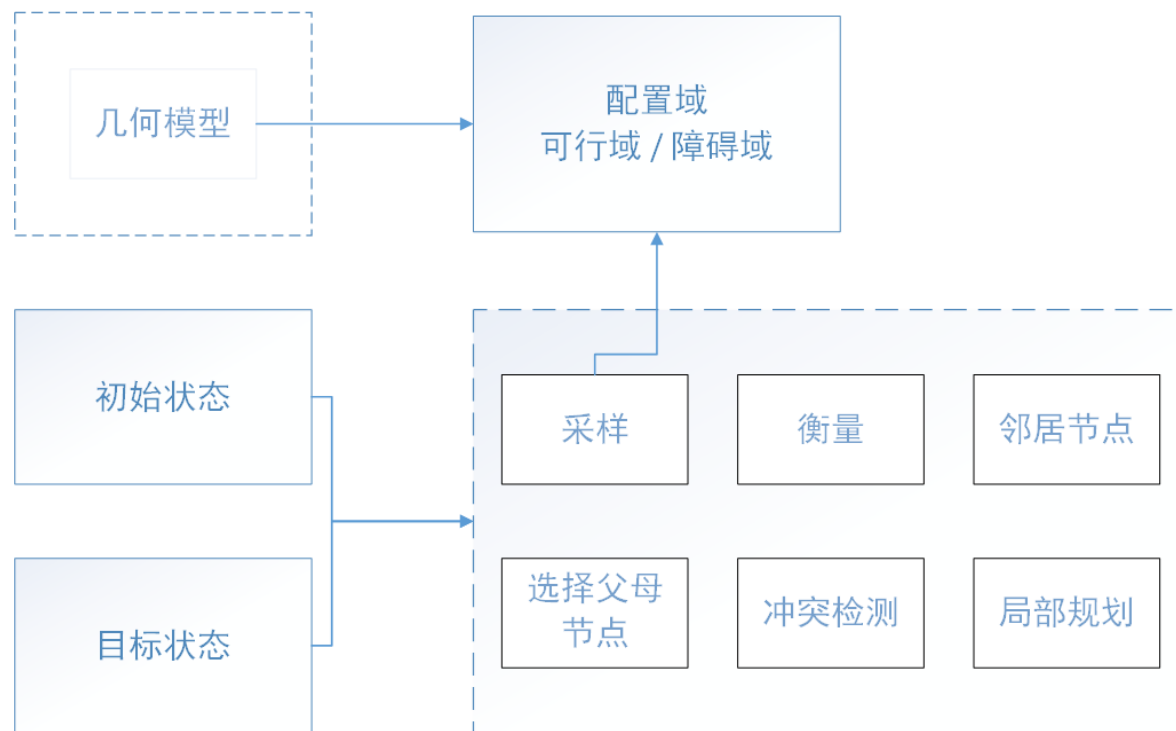 几何模型
配置域
可行域 / 障碍域
初始状态
采样
衡量
邻居节点
目标状态
选择父母
节点
冲突检测
局部规划